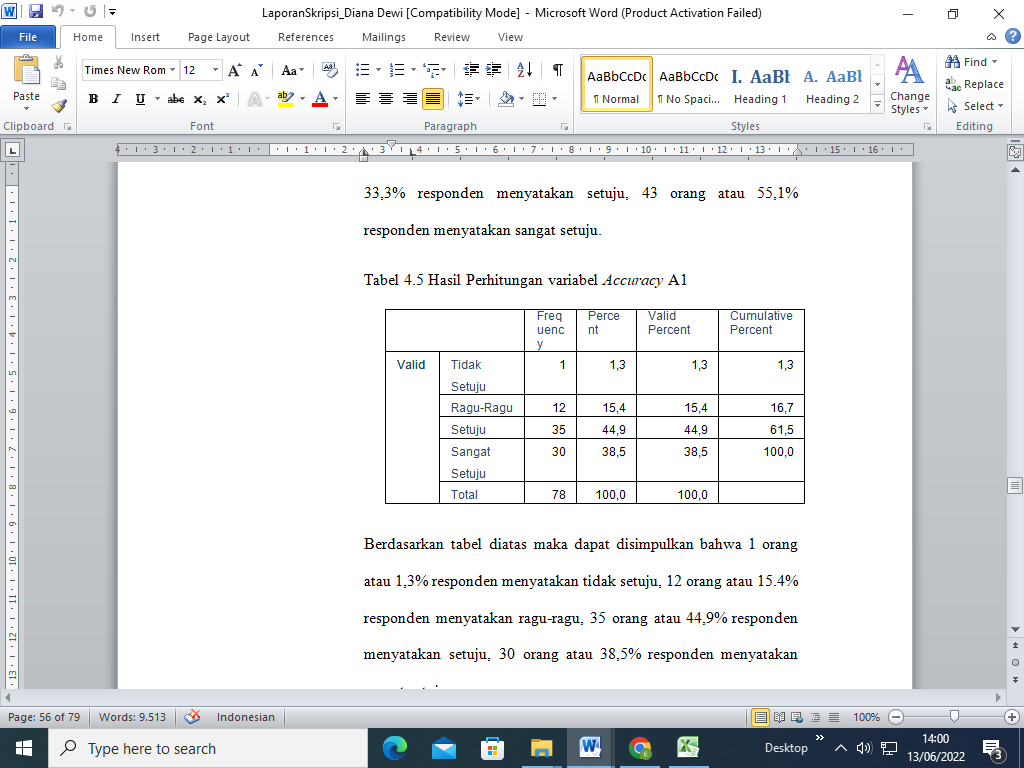 LaporanSkripsi_Diana Dewi [Compatibility Mode] - Microsoft Word (Product Activation Failed)
File Home Insert Page Layout References Mailings Review View
Paste
Clipboard
Times New Rom 12
B I U abc x₂ x²
Font
Paragraph
AaBbCcDc AaBbCcDc I. AaBb A. AaBb
¶ Normal ¶ No Spaci... Heading 1 Heading 2
Change Styles
Styles
Find
Replace
Select
Editing
33,3% responden menyatakan setuju, 43 orang atau 55,1%
responden menyatakan sangat setuju.
Tabel 4.5 Hasil Perhitungan variabel Accuracy A1
Frequency Percent Valid Percent Cumulative Percent
Valid Tidak Setuju 1 1,3 1,3 1,3
Ragu-Ragu 12 15,4 15,4 16,7
Setuju 35 44,9 44,9 61,5
Sangat Setuju 30 38,5 38,5 100,0
Total 78 100,0 100,0
Berdasarkan tabel diatas maka dapat disimpulkan bahwa 1 orang
atau 1,3% responden menyatakan tidak setuju, 12 orang atau 15.4%
responden menyatakan ragu-ragu, 35 orang atau 44,9% responden
menyatakan setuju, 30 orang atau 38,5% responden menyatakan
Page: 56 of 79 Words: 9.513 Indonesian 100%
Type here to search
Desktop
14:00
13/06/2022
3